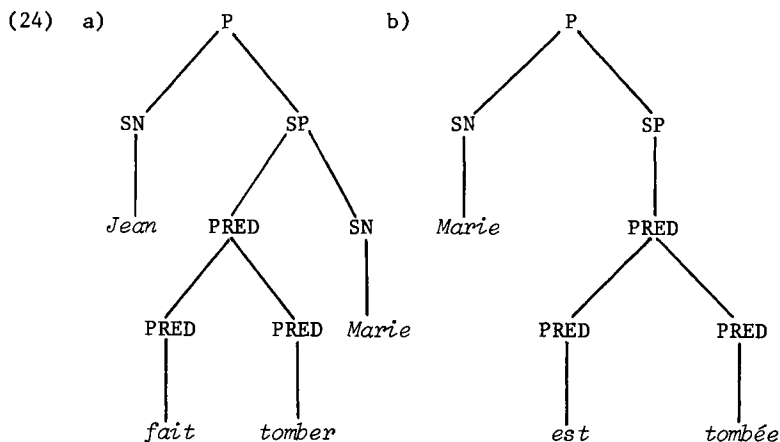 (24) a) P b) P
SN SP SN SP
Jean PRED SN Marie PRED
PRED PRED Marie PRED PRED
fait tomber est tombée